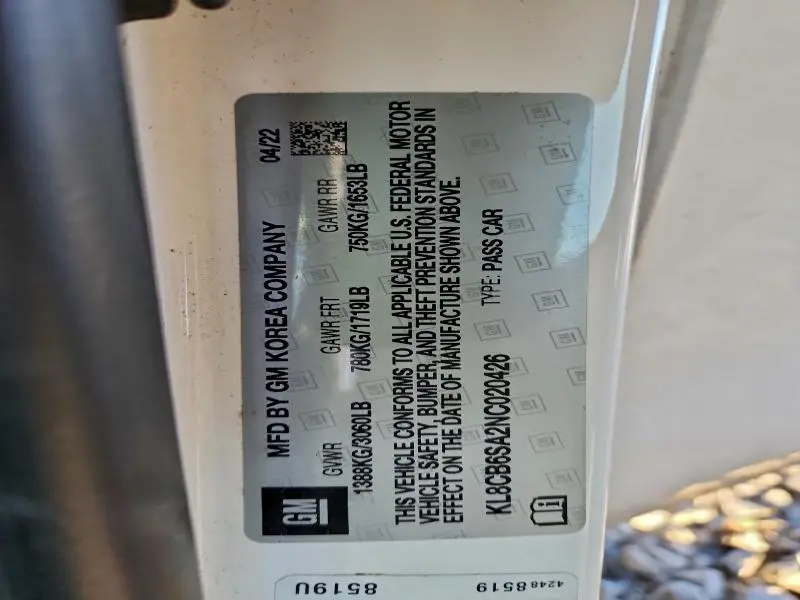 GM
MFD BY GM KOREA COMPANY 04/22
GVWR GAWR FRT GAWR RR
1388KG/3060LB 780KG/1719LB 750KG/1653LB
THIS VEHICLE CONFORMS TO ALL APPLICABLE U.S. FEDERAL MOTOR
VEHICLE SAFETY, BUMPER, AND THEFT PREVENTION STANDARDS IN
EFFECT ON THE DATE OF MANUFACTURE SHOWN ABOVE.
KL8CB6SA2NC020426 TYPE: PASS CAR
42488519
8519U